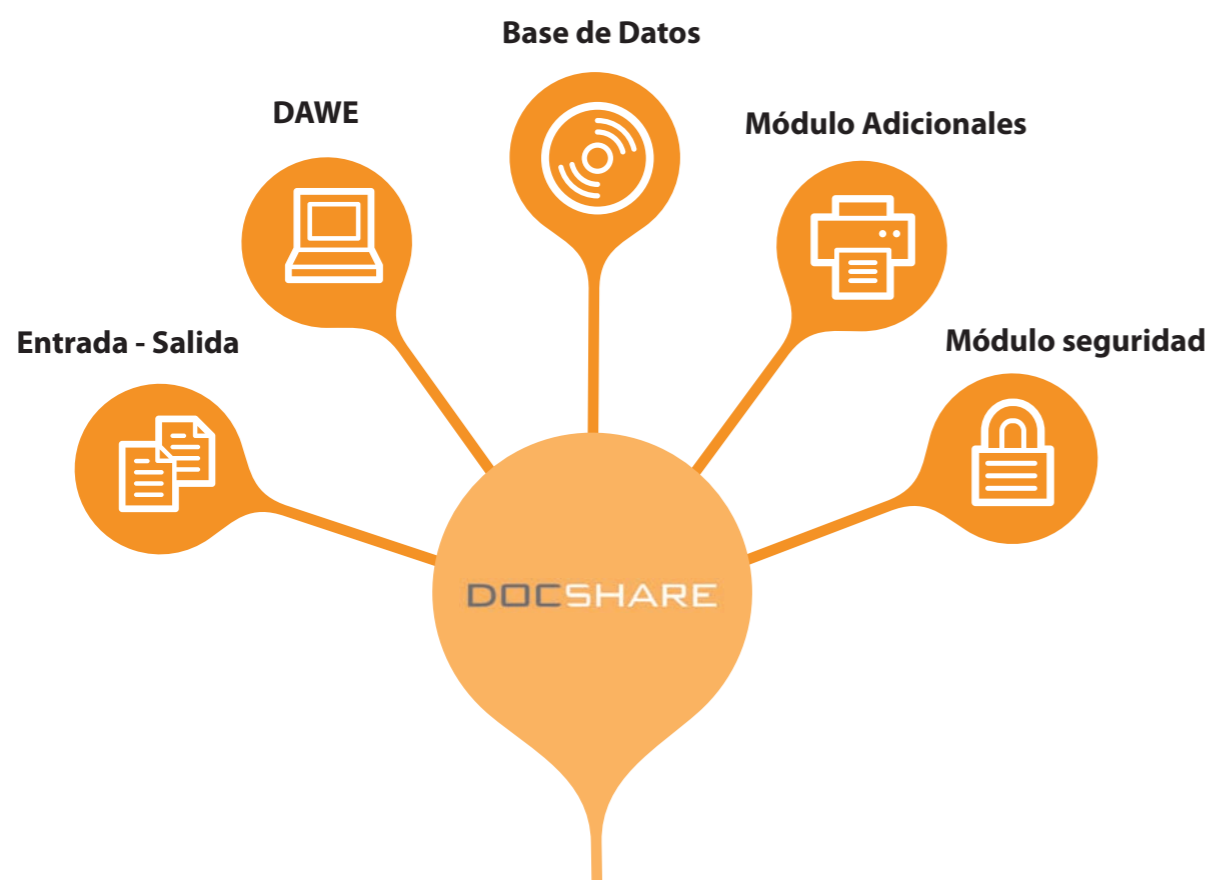 Base de Datos
DAWE
Módulo Adicionales
Entrada - Salida
Módulo seguridad
DOCSHARE